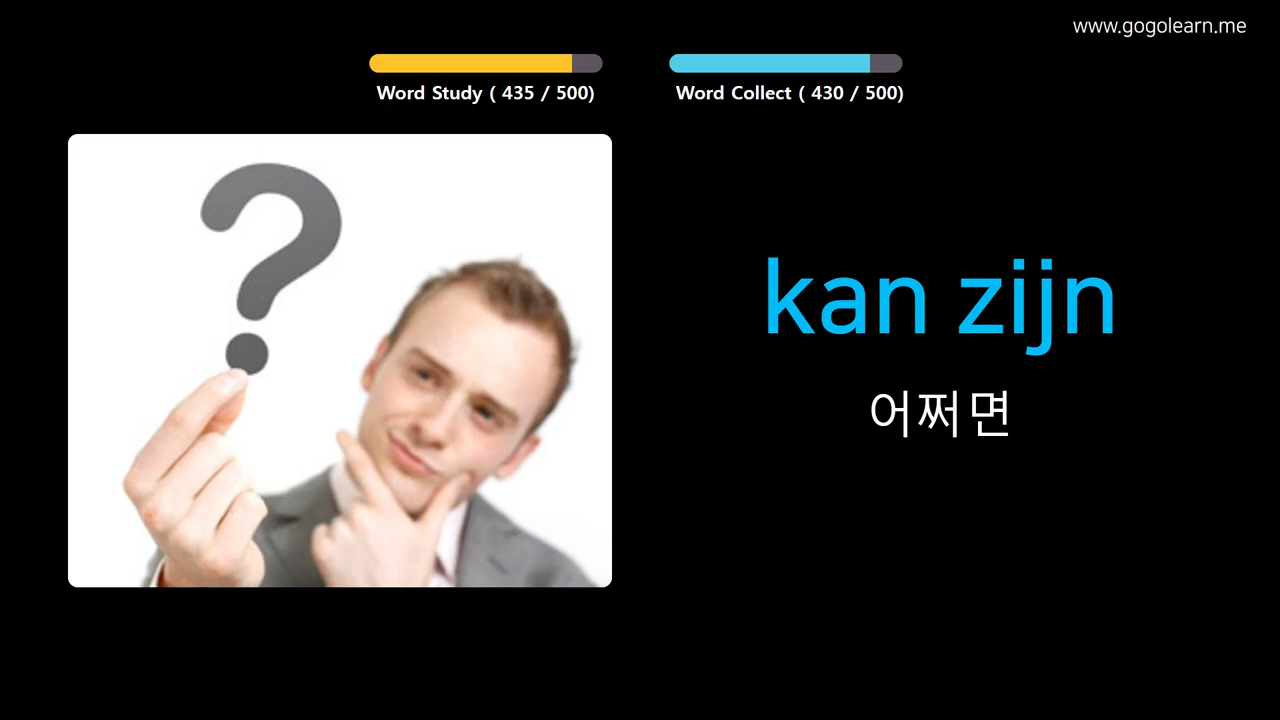 www.gogolearn.me
Word Study ( 435 / 500)
Word Collect ( 430 / 500)
?
kan zijn
어쩌면